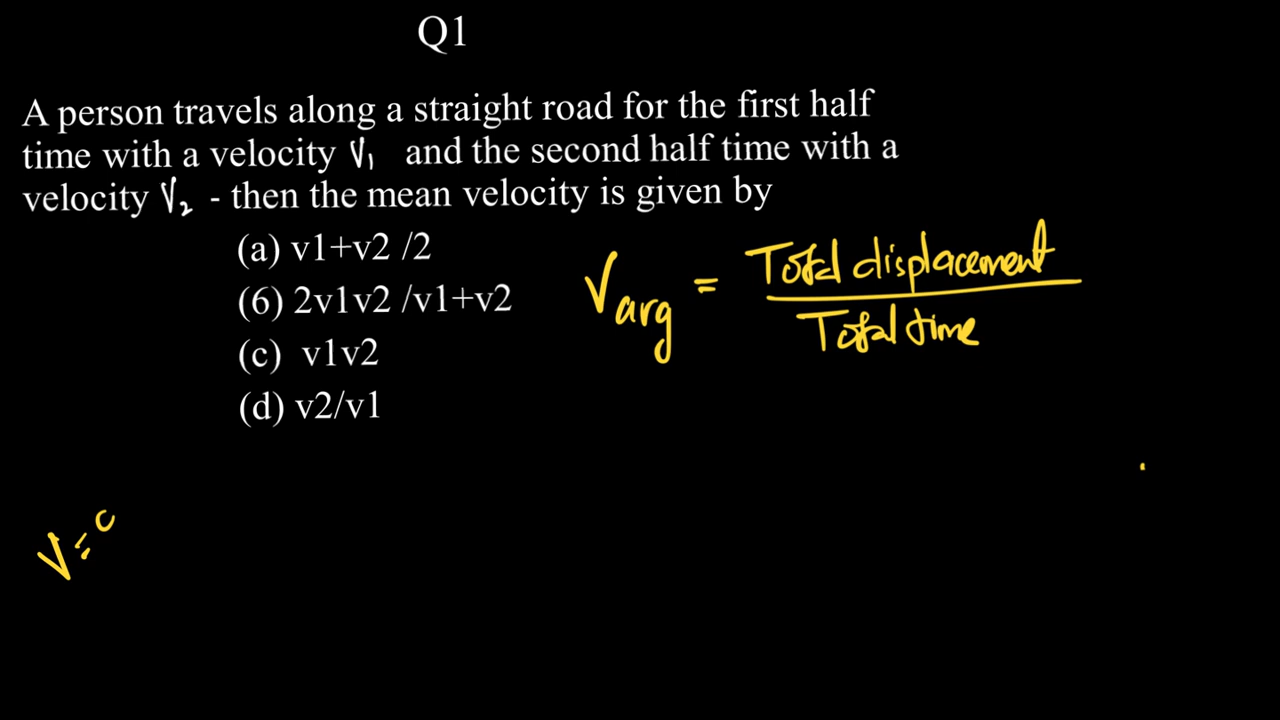 Q1
A person travels along a straight road for the first half
time with a velocity V₁ and the second half time with a
velocity V₂ - then the mean velocity is given by
(a) v1+v2 /2
(6) 2v1v2 /v1+v2
(c) v1v2
(d) v2/v1
Varg = Total displacement
Total time
V=